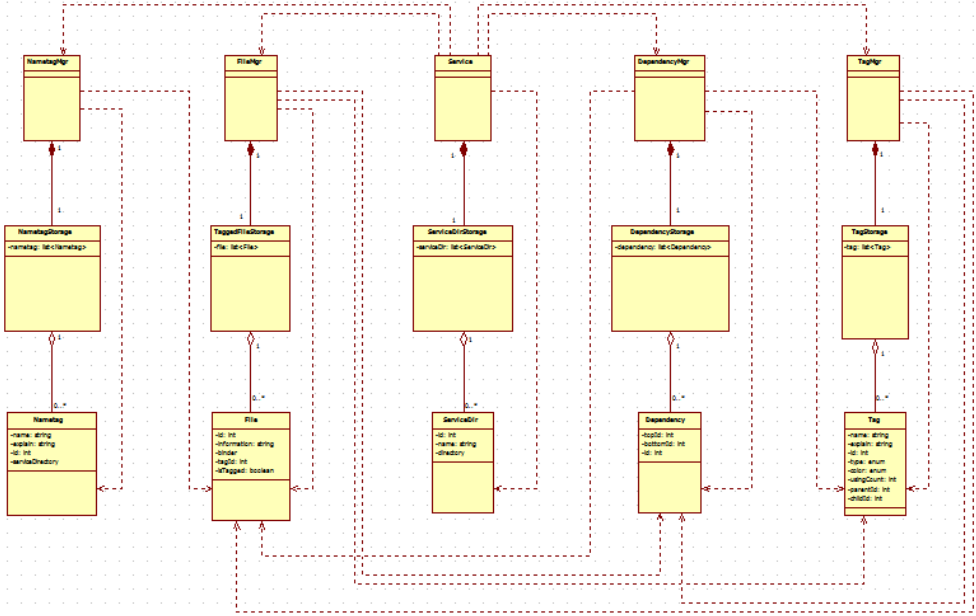 NametagMgr
FileMgr
Service
DependencyMgr
TagMgr
1
1
1
1
1
1
1
1
1
1
NametagStorage
-nametag: list<Nametag>
TaggedFileStorage
-file: list<File>
ServiceDirStorage
-serviceDir: list<ServiceDir>
DependencyStorage
-dependency: list<Dependency>
TagStorage
-tag: list<Tag>
1
1
1
1
1
0..*
0..*
0..*
0..*
0..*
Nametag
-name: string
-explain: string
-id: int
-serviceDirectory
File
-id: int
-information: string
-binder
-tagId: int
-isTagged: boolean
ServiceDir
-id: int
-name: string
-directory
Dependency
-topId: int
-bottomId: int
-id: int
Tag
-name: string
-explain: string
-id: int
-type: enum
-color: enum
-usingCount: int
-parentId: int
-childId: int